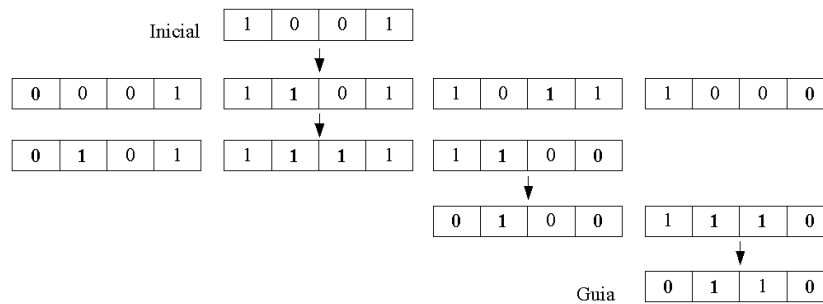 Inicial 1 0 0 1
0 0 0 1 1 1 0 1 1 0 1 1 1 0 0 0
0 1 0 1 1 1 1 1 1 1 0 0
0 1 0 0 1 1 1 0
Guia 0 1 1 0